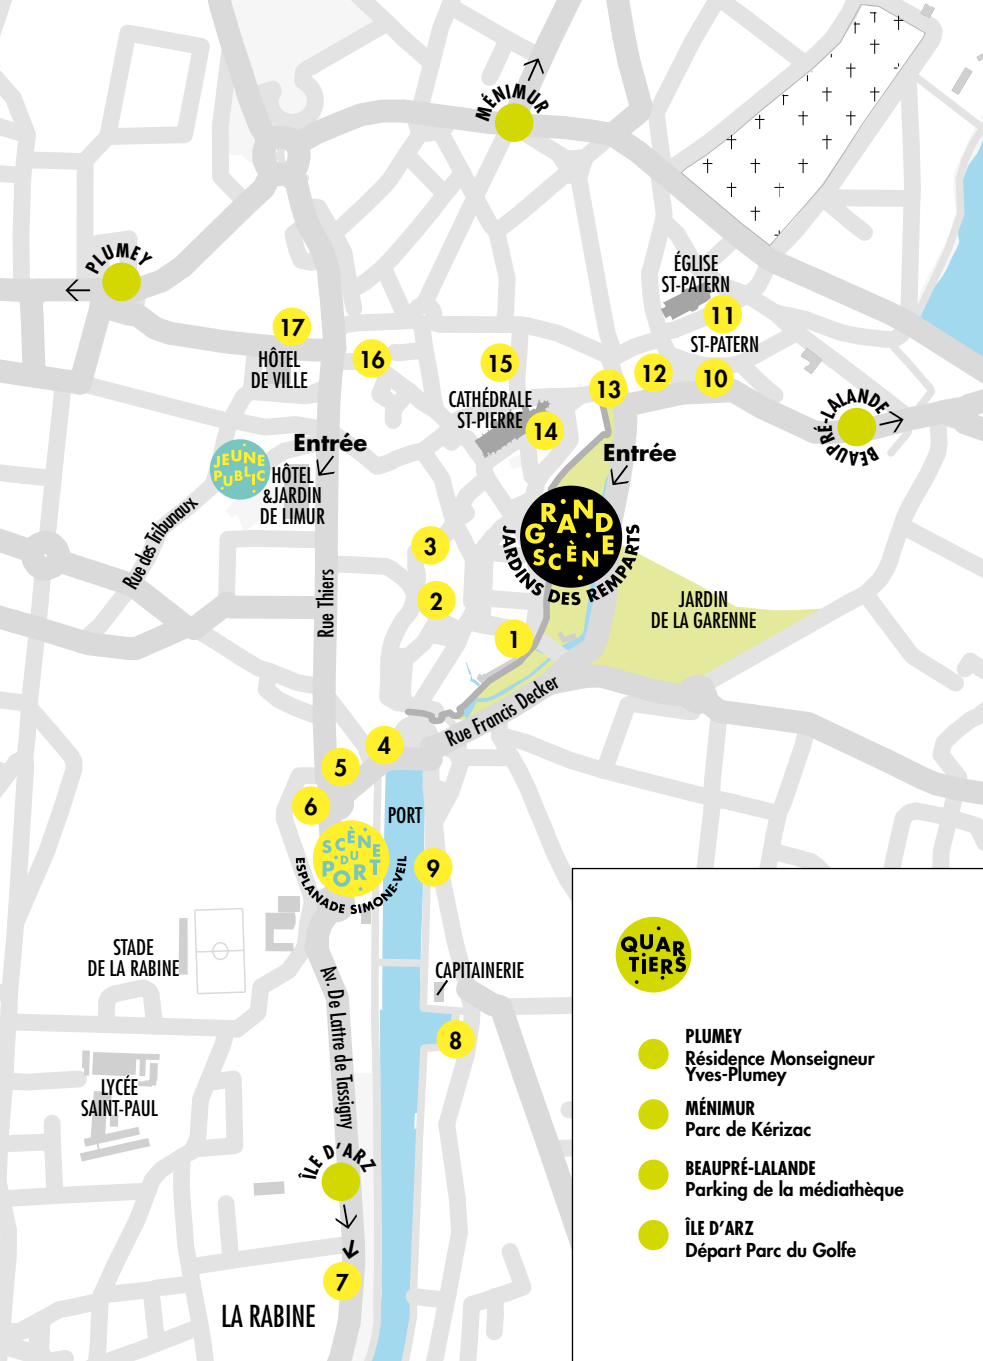 MÉNIMUR
PLUMEY
ÉGLISE
ST-PATERN
11
ST-PATERN
17
HÔTEL
DE VILLE
16
15
12
10
13
CATHÉDRALE
ST-PIERRE
14
BEAUPRÉ-LALANDE
BEAUPRÉ-LALANDE
Entrée
Entrée
JEUNE
PUBLIC
HÔTEL
&JARDIN
DE LIMUR
Rue des Tribunaux
GRANDE
SCÈNE
JARDINS DES REMPARTS
3
2
1
Rue Thiers
JARDIN
DE LA GARENNE
Rue Francis Decker
4
5
6
PORT
SCÈNE
DU
PORT
ESPLANADE SIMONE-VEIL
9
STADE
DE LA RABINE
CAPITAINERIE
8
Av. De Lattre de Tassigny
LYCÉE
SAINT-PAUL
ÎLE D'ARZ
7
LA RABINE
QUAR
TIERS
PLUMEY
Résidence Monseigneur
Yves-Plumey
MÉNIMUR
Parc de Kérizac
BEAUPRÉ-LALANDE
Parking de la médiathèque
ÎLE D'ARZ
Départ Parc du Golfe